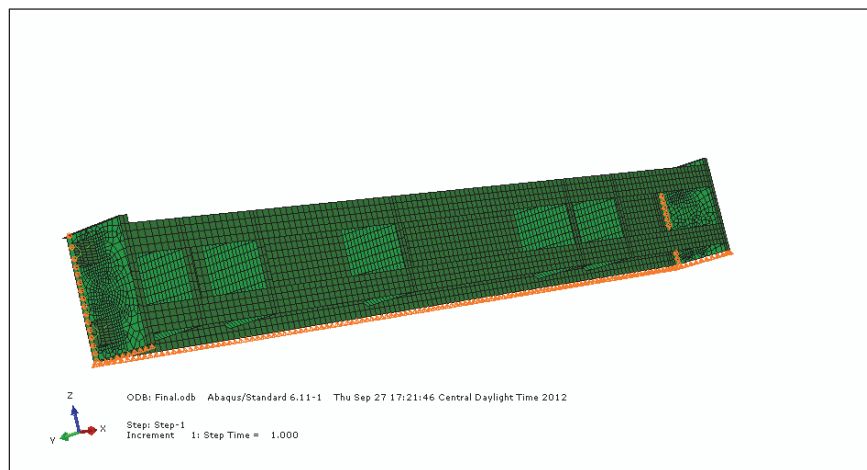 Z
Y
X
ODB: Final.odb Abaqus/Standard 6.11-1 Thu Sep 27 17:21:46 Central Daylight Time 2012
Step: Step-1
Increment 1: Step Time = 1.000